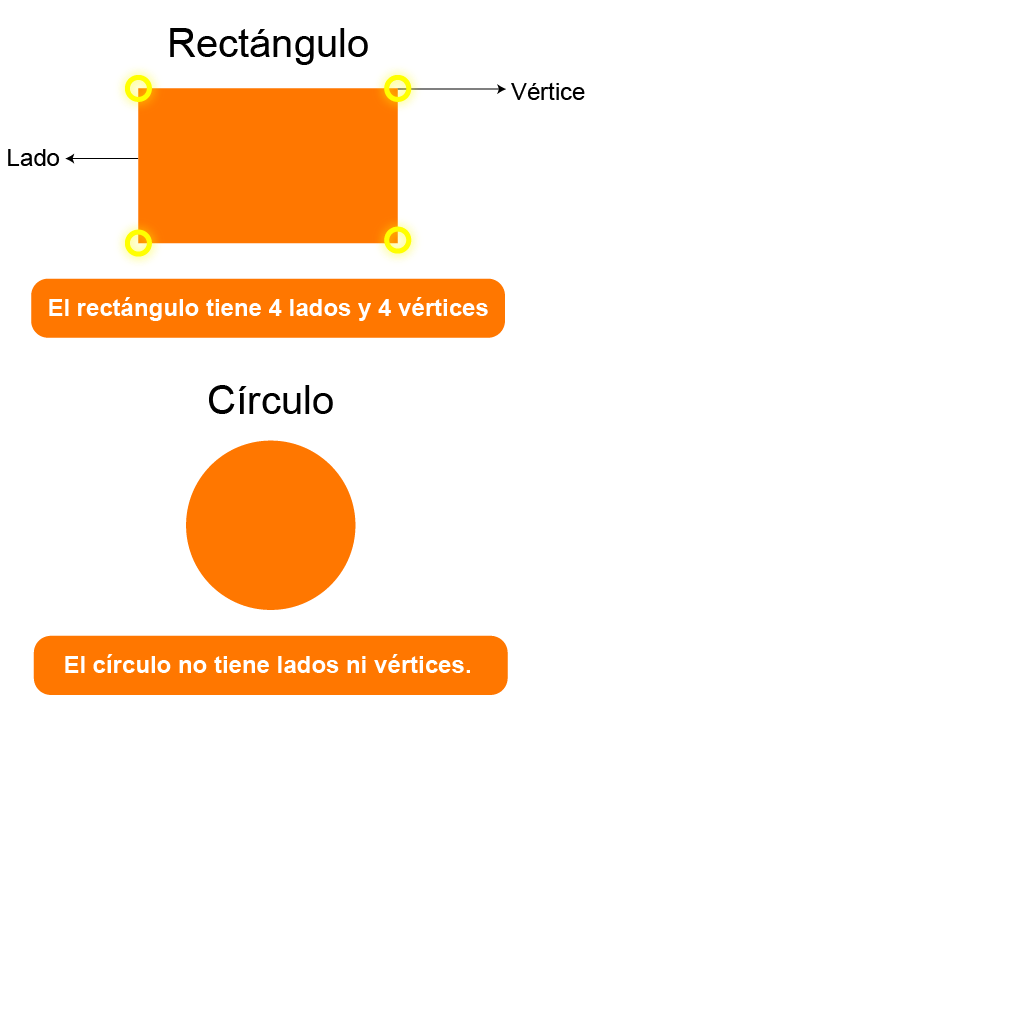 Rectángulo
Vértice
Lado
El rectángulo tiene 4 lados y 4 vértices
Círculo
El círculo no tiene lados ni vértices.